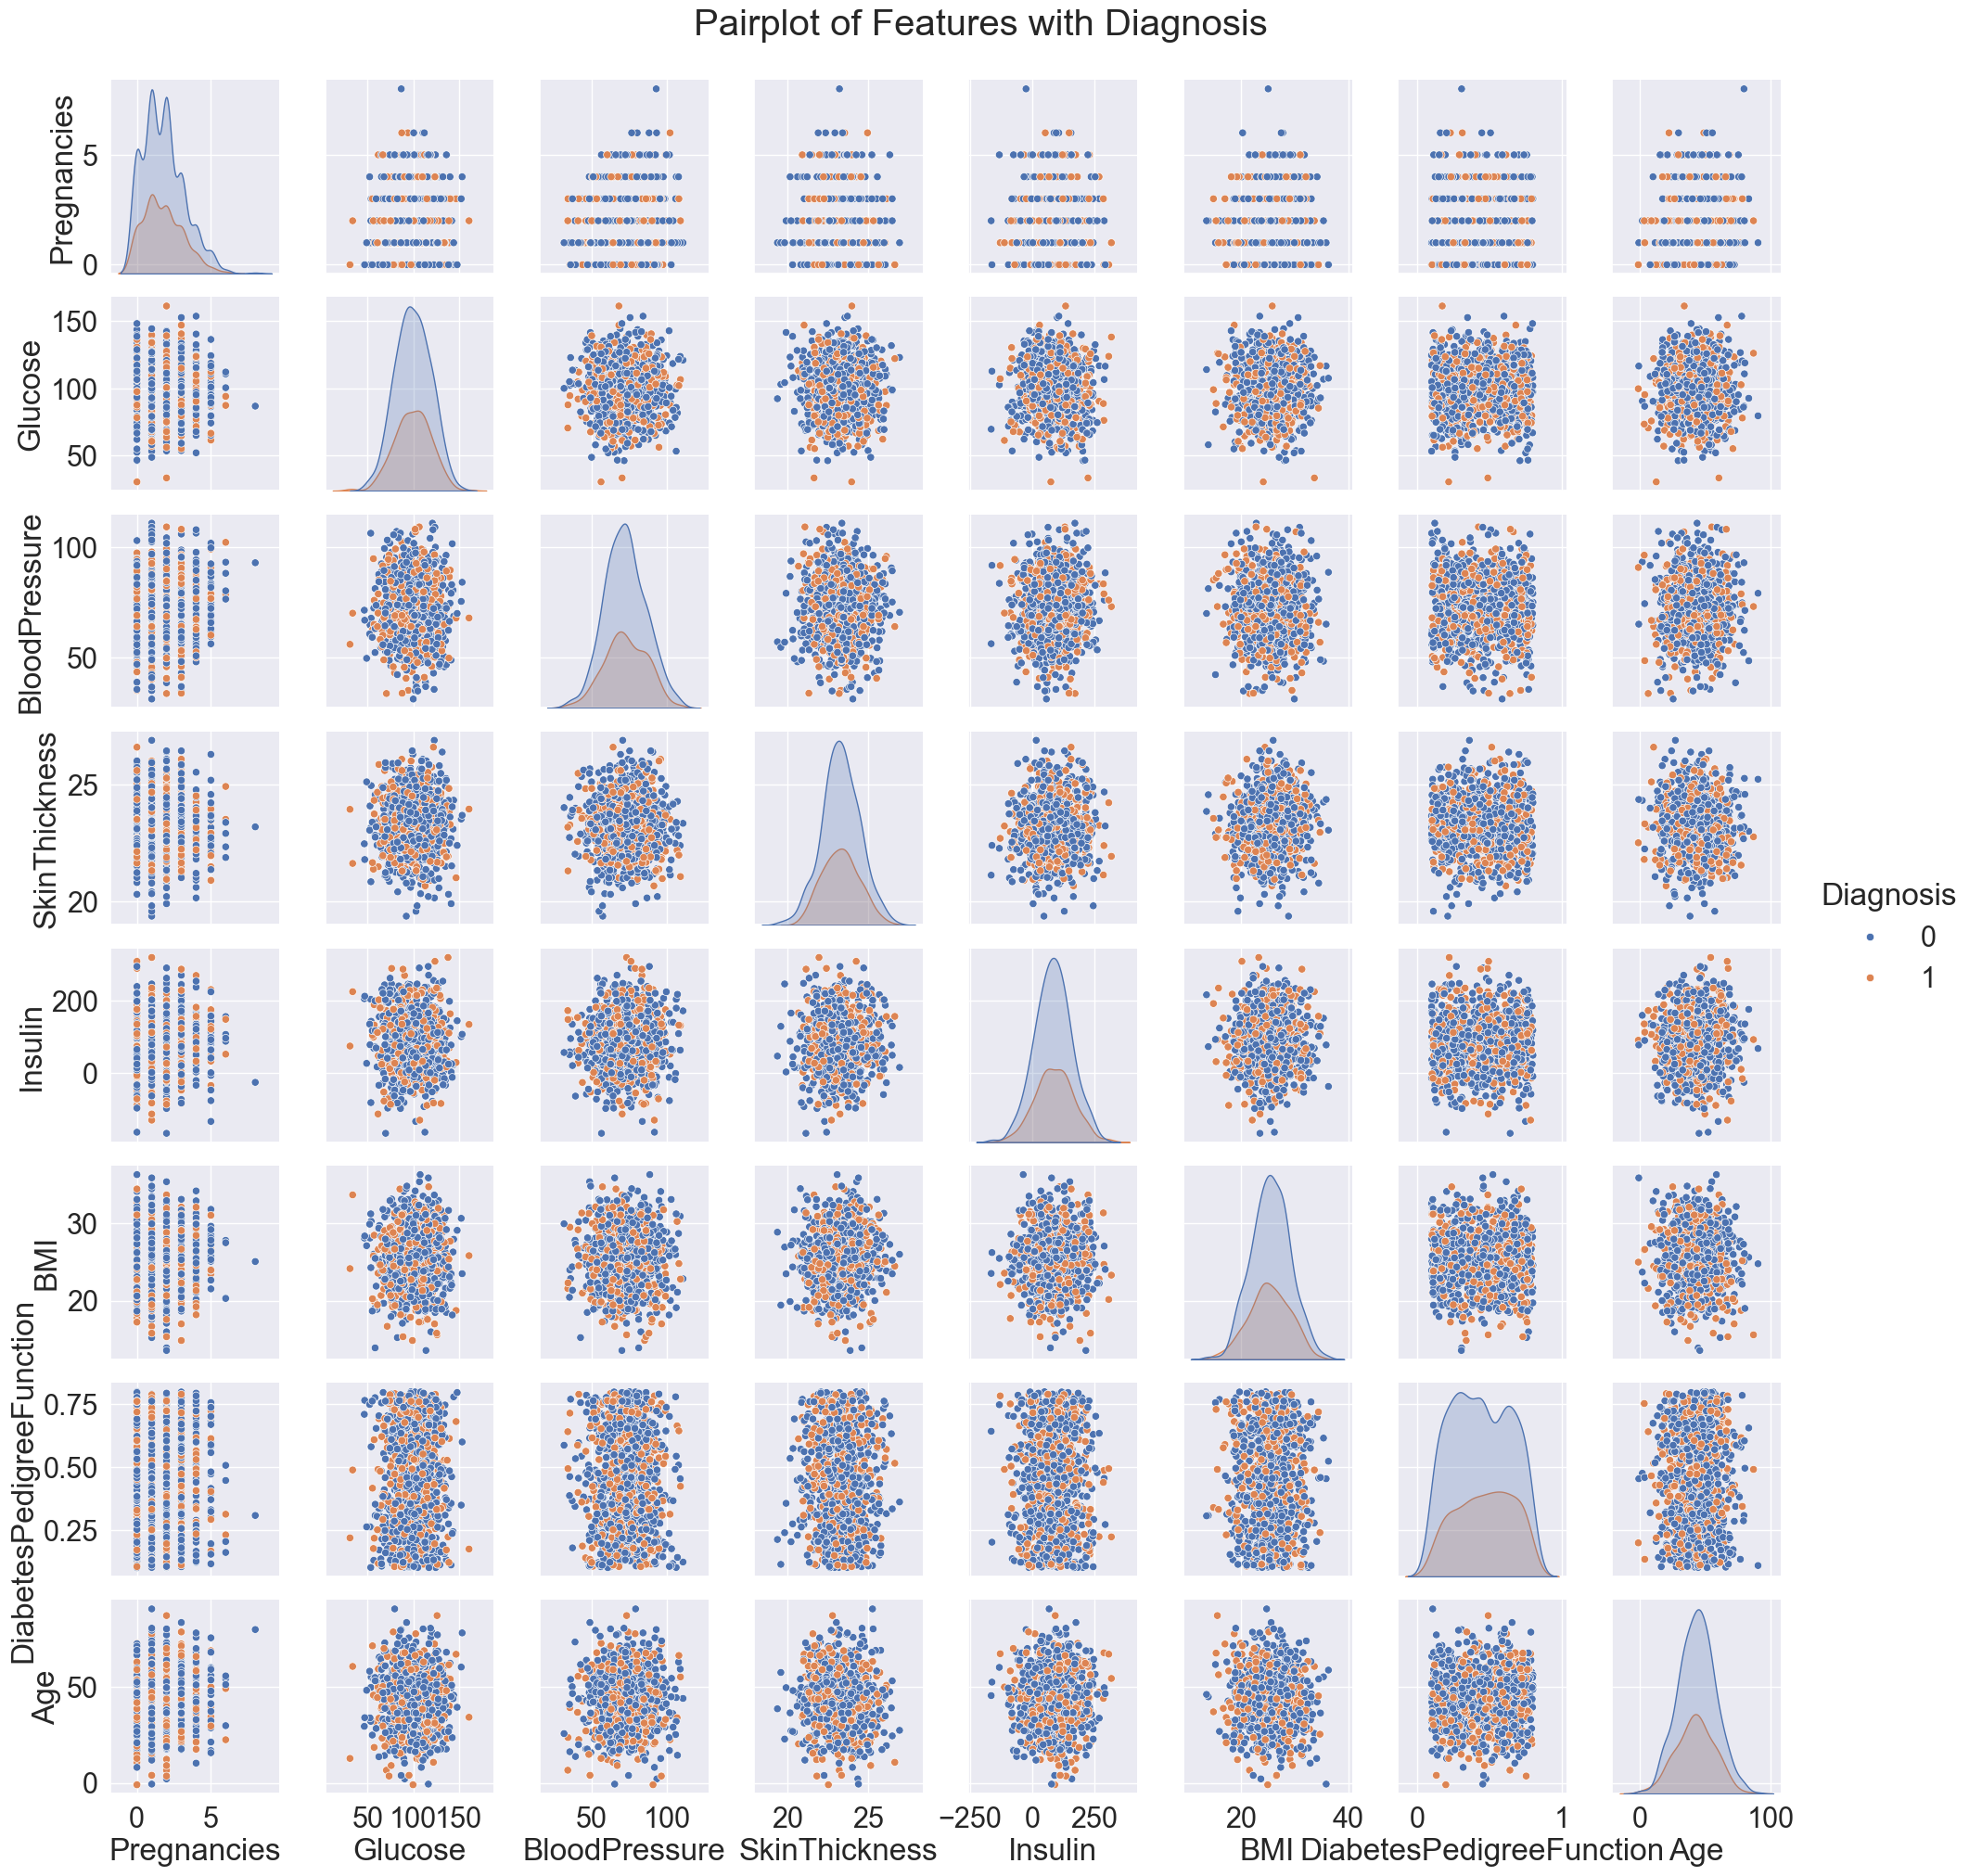 Pairplot of Features with Diagnosis
Pregnancies
5
0
Glucose
150
100
50
BloodPressure
100
50
SkinThickness
25
20
Insulin
200
0
BMI
30
20
DiabetesPedigreeFunction
0.75
0.50
0.25
Age
50
0
Diagnosis
0
1
0 5 50 100 150 50 100 20 25 −250 0 250 20 40 0 1 0 100
Pregnancies Glucose BloodPressure SkinThickness Insulin BMI DiabetesPedigreeFunction Age